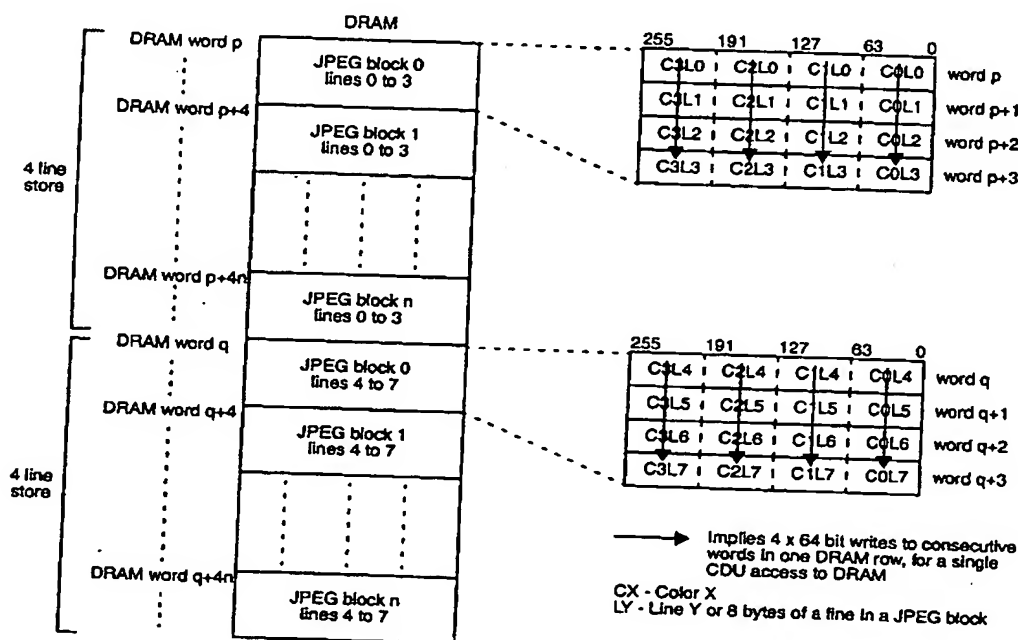 DRAM
DRAM word p
JPEG block 0
lines 0 to 3
DRAM word p+4
JPEG block 1
lines 0 to 3
4 line
store
DRAM word p+4n
JPEG block n
lines 0 to 3
255 191 127 63 0
C3L0 C2L0 C1L0 C0L0 word p
C3L1 C2L1 C1L1 C0L1 word p+1
C3L2 C2L2 C1L2 C0L2 word p+2
C3L3 C2L3 C1L3 C0L3 word p+3
DRAM word q
JPEG block 0
lines 4 to 7
DRAM word q+4
JPEG block 1
lines 4 to 7
4 line
store
DRAM word q+4n
JPEG block n
lines 4 to 7
255 191 127 63 0
C3L4 C2L4 C1L4 C0L4 word q
C3L5 C2L5 C1L5 C0L5 word q+1
C3L6 C2L6 C1L6 C0L6 word q+2
C3L7 C2L7 C1L7 C0L7 word q+3
Implies 4 x 64 bit writes to consecutive
words in one DRAM row, for a single
CDU access to DRAM
CX - Color X
LY - Line Y or 8 bytes of a line in a JPEG block